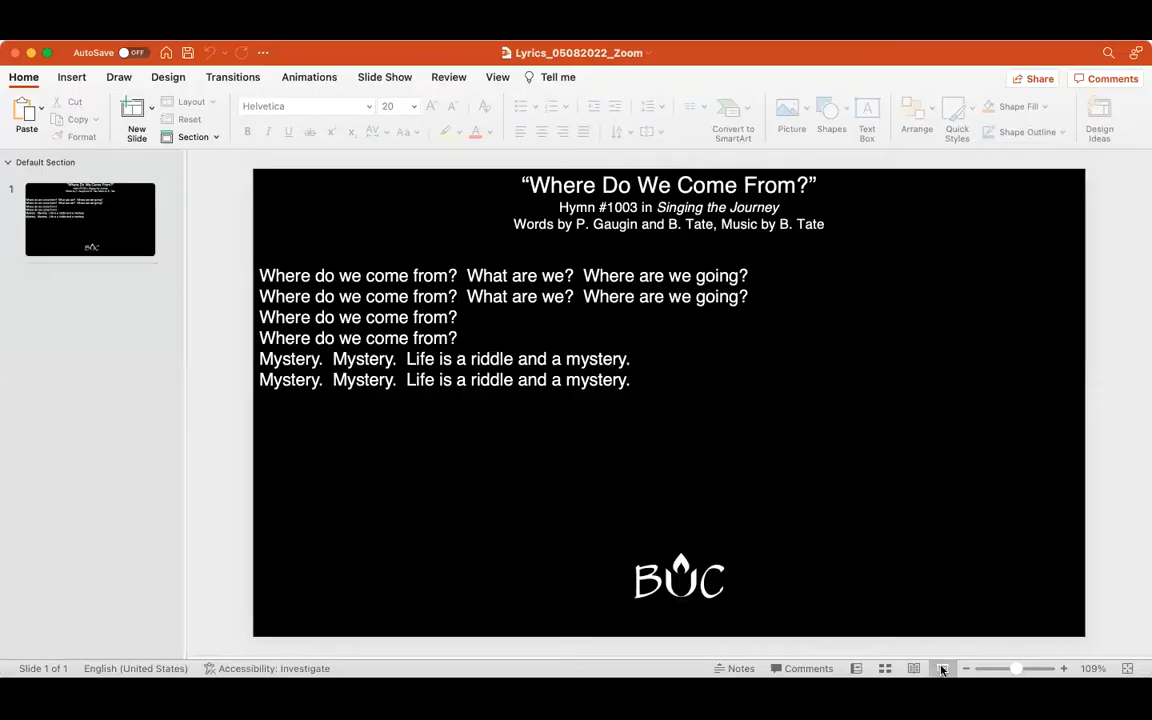 AutoSave OFF
Lyrics_05082022_Zoom
Home Insert Draw Design Transitions Animations Slide Show Review View Tell me
Share Comments
Paste
Cut
Copy
Format
New Slide
Layout
Reset
Section
Helvetica 20
Convert to SmartArt
Picture
Shapes
Text Box
Arrange
Quick Styles
Shape Fill
Shape Outline
Design Ideas
Default Section
1
“Where Do We Come From?”
Hymn #1003 in Singing the Journey
Words by P. Gaugin and B. Tate, Music by B. Tate
Where do we come from? What are we? Where are we going?
Where do we come from? What are we? Where are we going?
Where do we come from?
Where do we come from?
Mystery. Mystery. Life is a riddle and a mystery.
Mystery. Mystery. Life is a riddle and a mystery.
BUC
Slide 1 of 1 English (United States) Accessibility: Investigate Notes Comments 109%